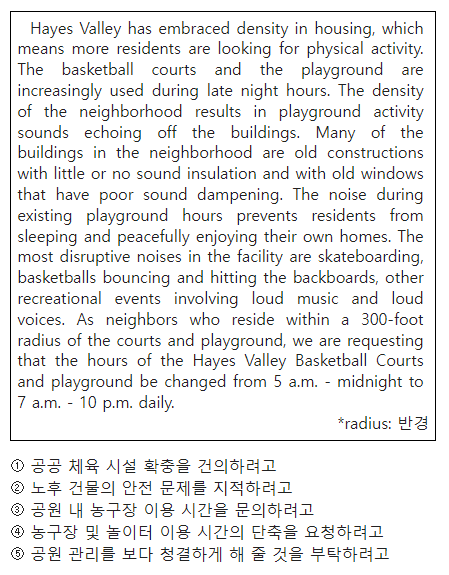 Hayes Valley has embraced density in housing, which
means more residents are looking for physical activity.
The basketball courts and the playground are
increasingly used during late night hours. The density
of the neighborhood results in playground activity
sounds echoing off the buildings. Many of the
buildings in the neighborhood are old constructions
with little or no sound insulation and with old windows
that have poor sound dampening. The noise during
existing playground hours prevents residents from
sleeping and peacefully enjoying their own homes. The
most disruptive noises in the facility are skateboarding,
basketballs bouncing and hitting the backboards, other
recreational events involving loud music and loud
voices. As neighbors who reside within a 300-foot
radius of the courts and playground, we are requesting
that the hours of the Hayes Valley Basketball Courts
and playground be changed from 5 a.m. - midnight to
7 a.m. - 10 p.m. daily.
*radius: 반경
① 공공 체육 시설 확충을 건의하려고
② 노후 건물의 안전 문제를 지적하려고
③ 공원 내 농구장 이용 시간을 문의하려고
④ 농구장 및 놀이터 이용 시간의 단축을 요청하려고
⑤ 공원 관리를 보다 청결하게 해 줄 것을 부탁하려고